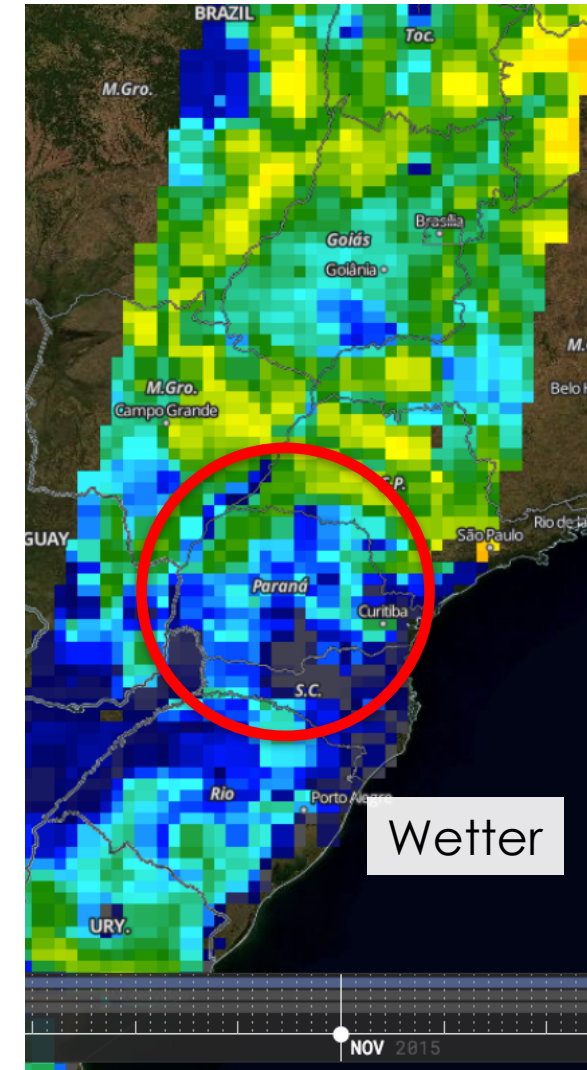 BRAZIL
Toc.
M.Gro.
Brasília
Goiás
Goiânia
M.
M.Gro.
Campo Grande
Belo
S.P.
GUAY
São Paulo
Rio de Ja
Paraná
Curitiba
S.C.
Rio
Porto Alegre
Wetter
URY.
NOV 2015